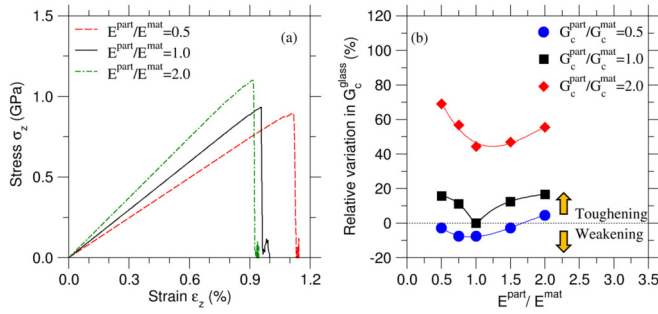 (a)
E^part/E^mat=0.5
E^part/E^mat=1.0
E^part/E^mat=2.0
Stress σ_z (GPa)
1.5
1.0
0.5
0.0
0.0 0.3 0.6 0.9 1.2
Strain ε_z (%)
(b)
G_c^part/G_c^mat=0.5
G_c^part/G_c^mat=1.0
G_c^part/G_c^mat=2.0
Relative variation in G_c^glass (%)
120
100
80
60
40
20
0
-20
Toughening
Weakening
0.0 0.5 1.0 1.5 2.0 2.5 3.0 3.5
E^part/ E^mat